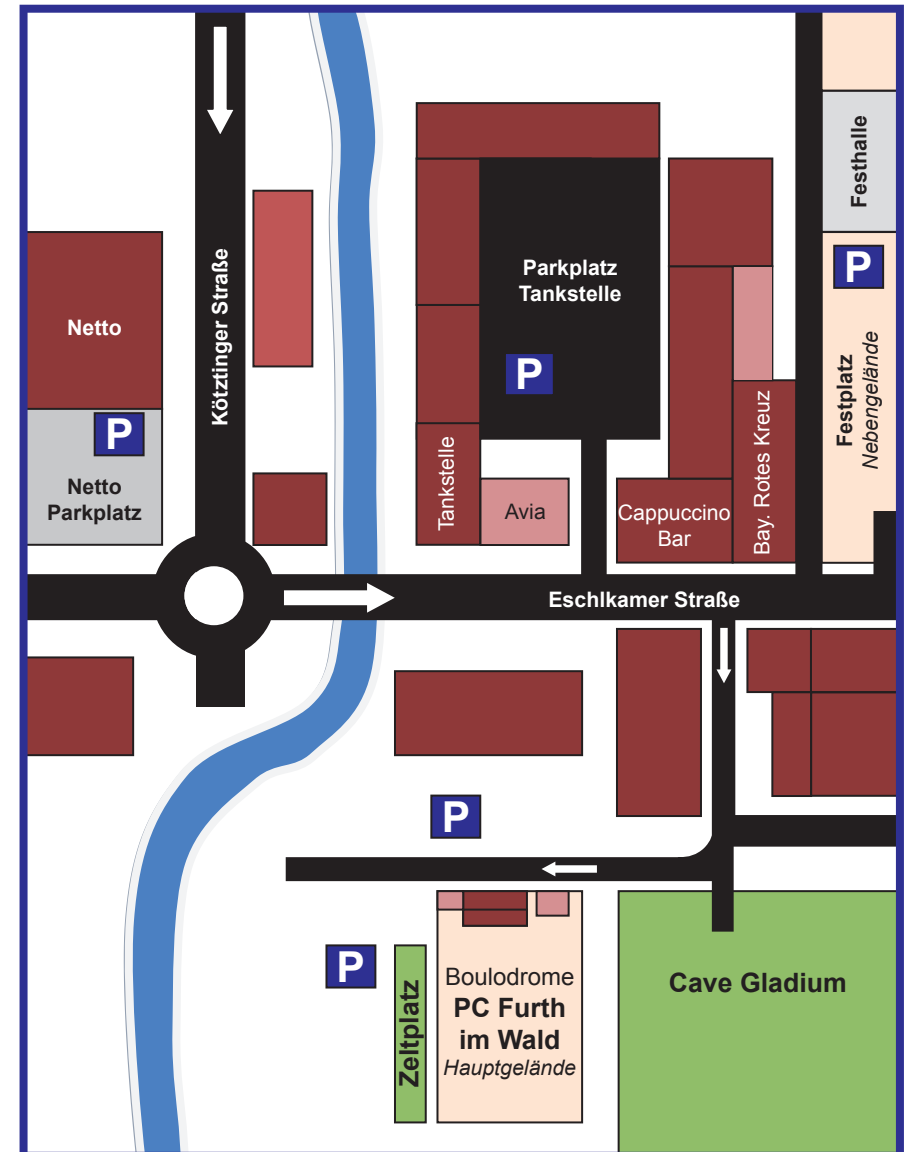 Kötztinger Straße
Netto
P
Netto
Parkplatz
Parkplatz
Tankstelle
P
Tankstelle
Avia
Cappuccino
Bar
Bay. Rotes Kreuz
Festhalle
P
Festplatz
Nebengelände
Eschlkamer Straße
P
P
Zeltplatz
Boulodrome
PC Furth
im Wald
Hauptgelände
Cave Gladium